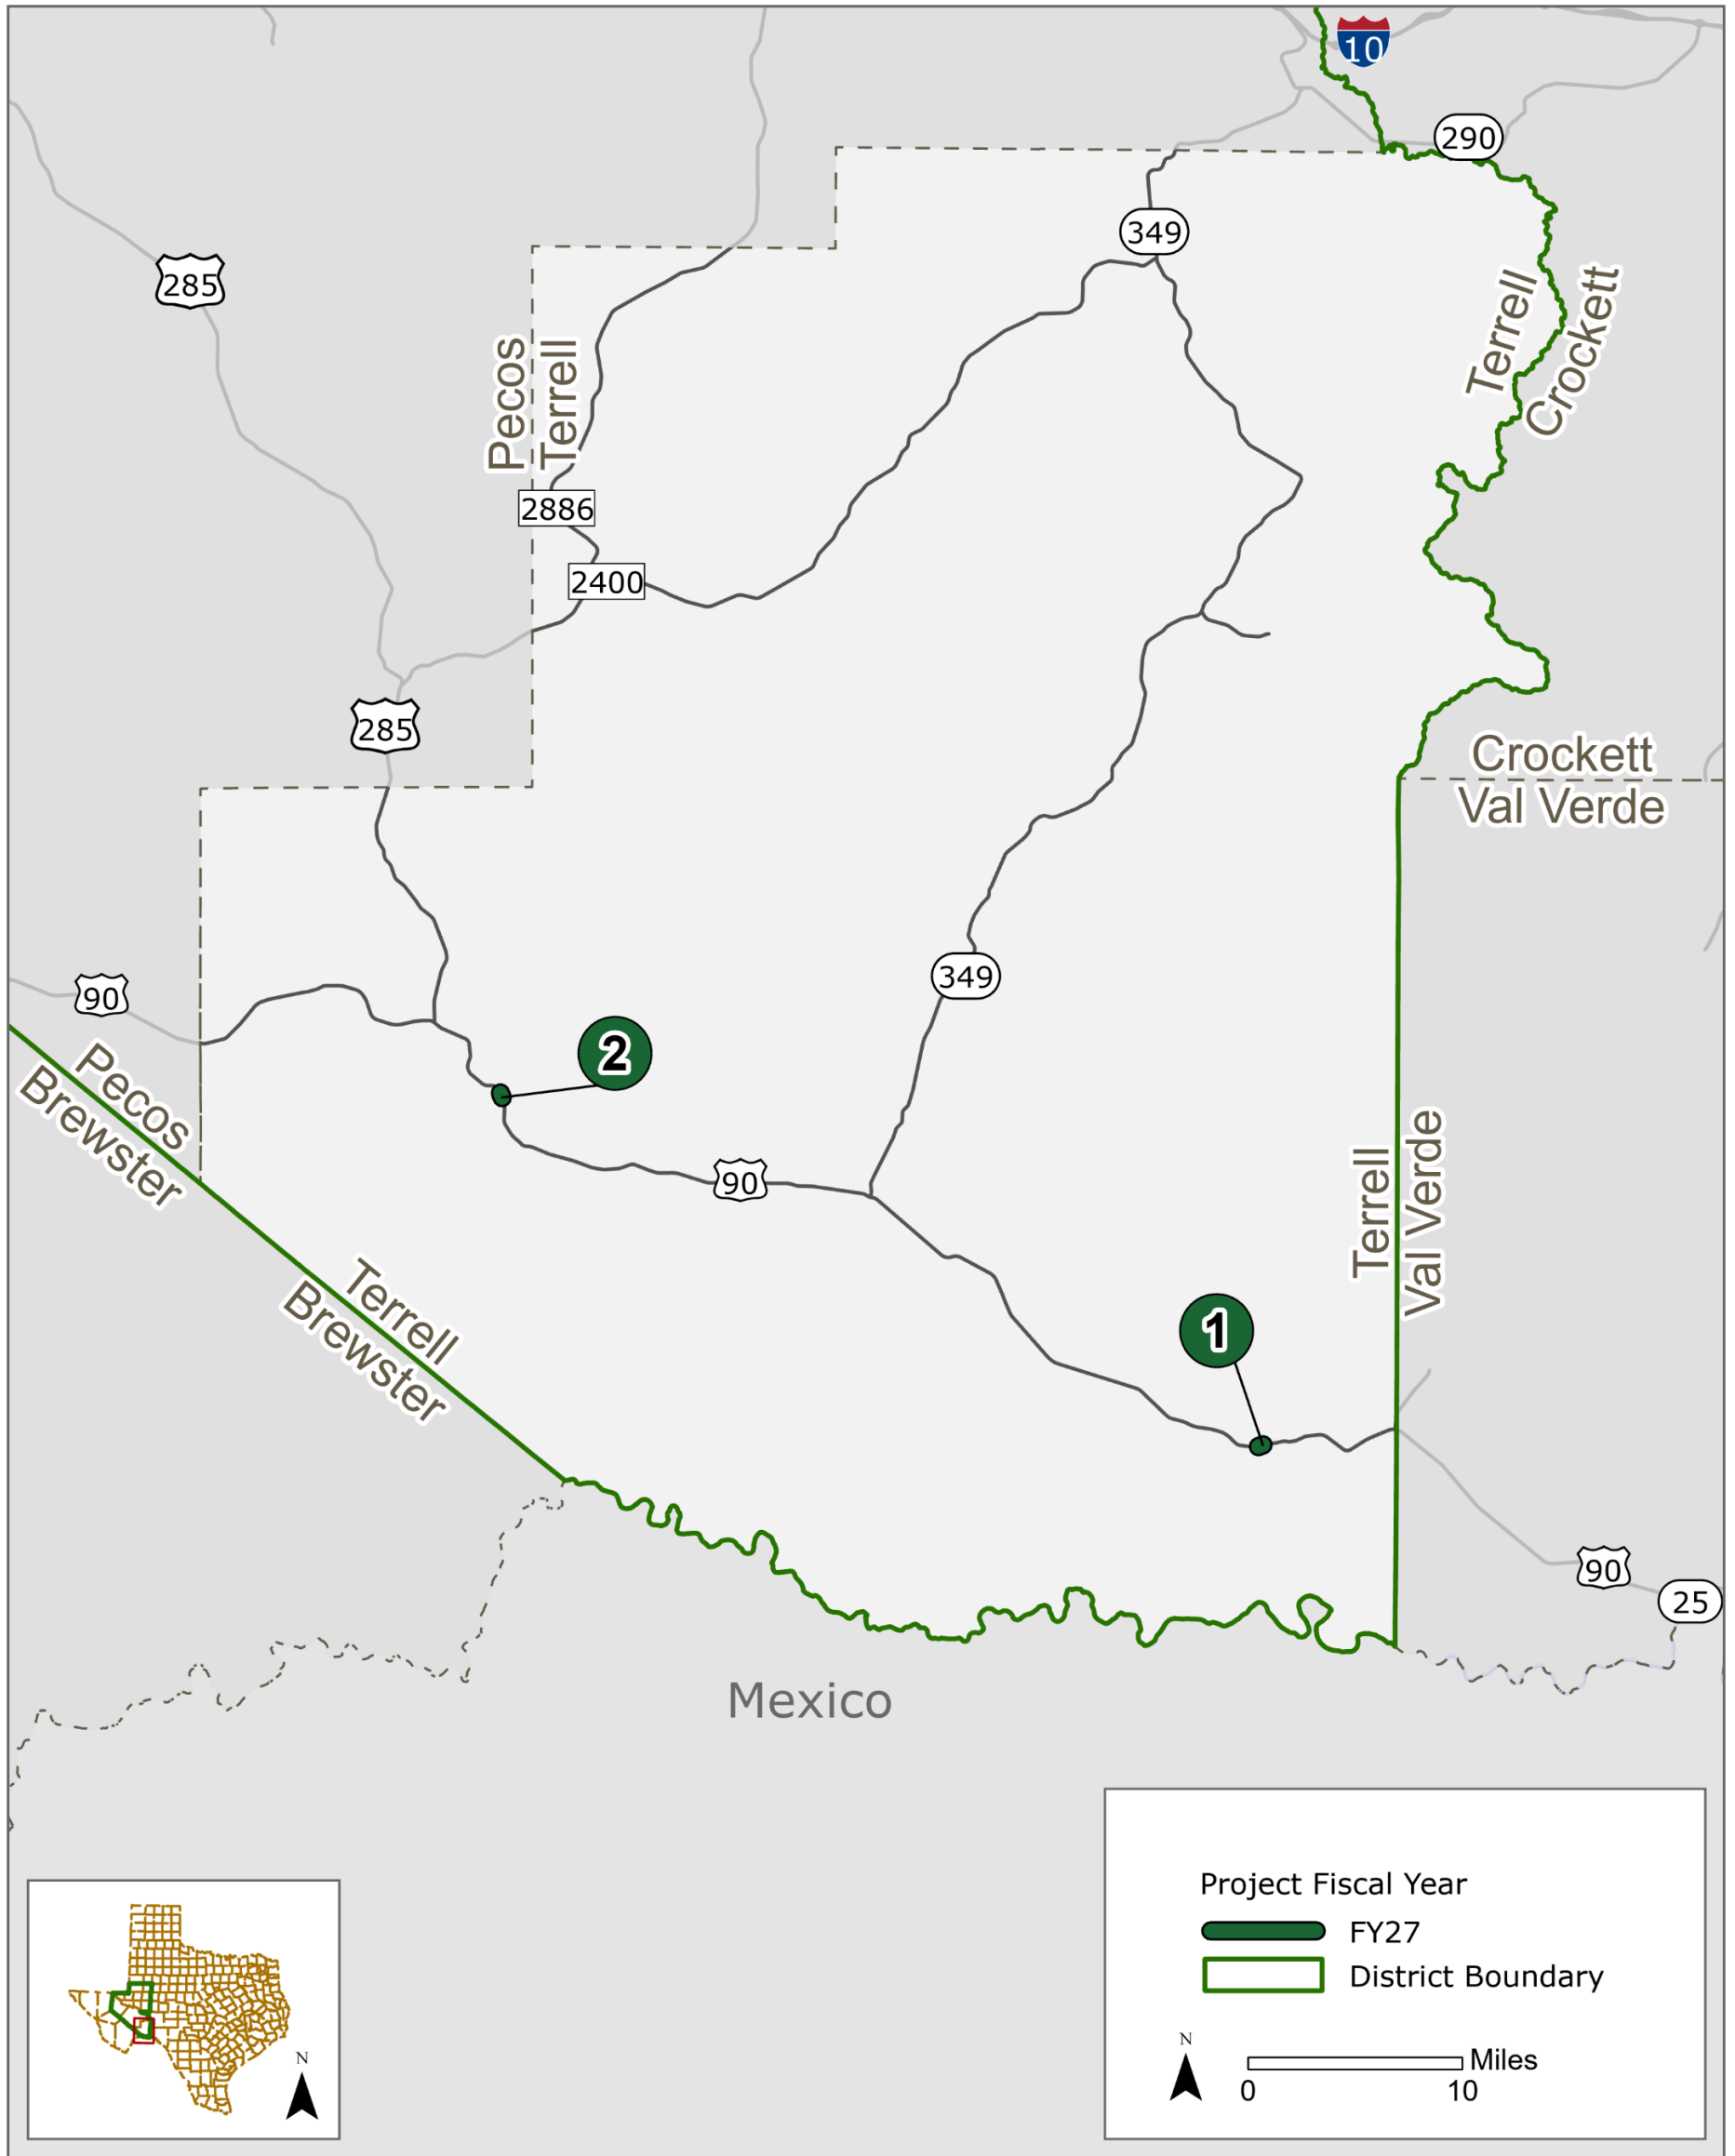 10
290
349
285
Terrell
Crockett
Pecos
Terrell
2886
2400
285
Crockett
Val Verde
349
90
2
Pecos
Brewster
90
Terrell
Val Verde
Terrell
Brewster
1
90
25
Mexico
Project Fiscal Year
FY27
District Boundary
N
N
Miles
0 10